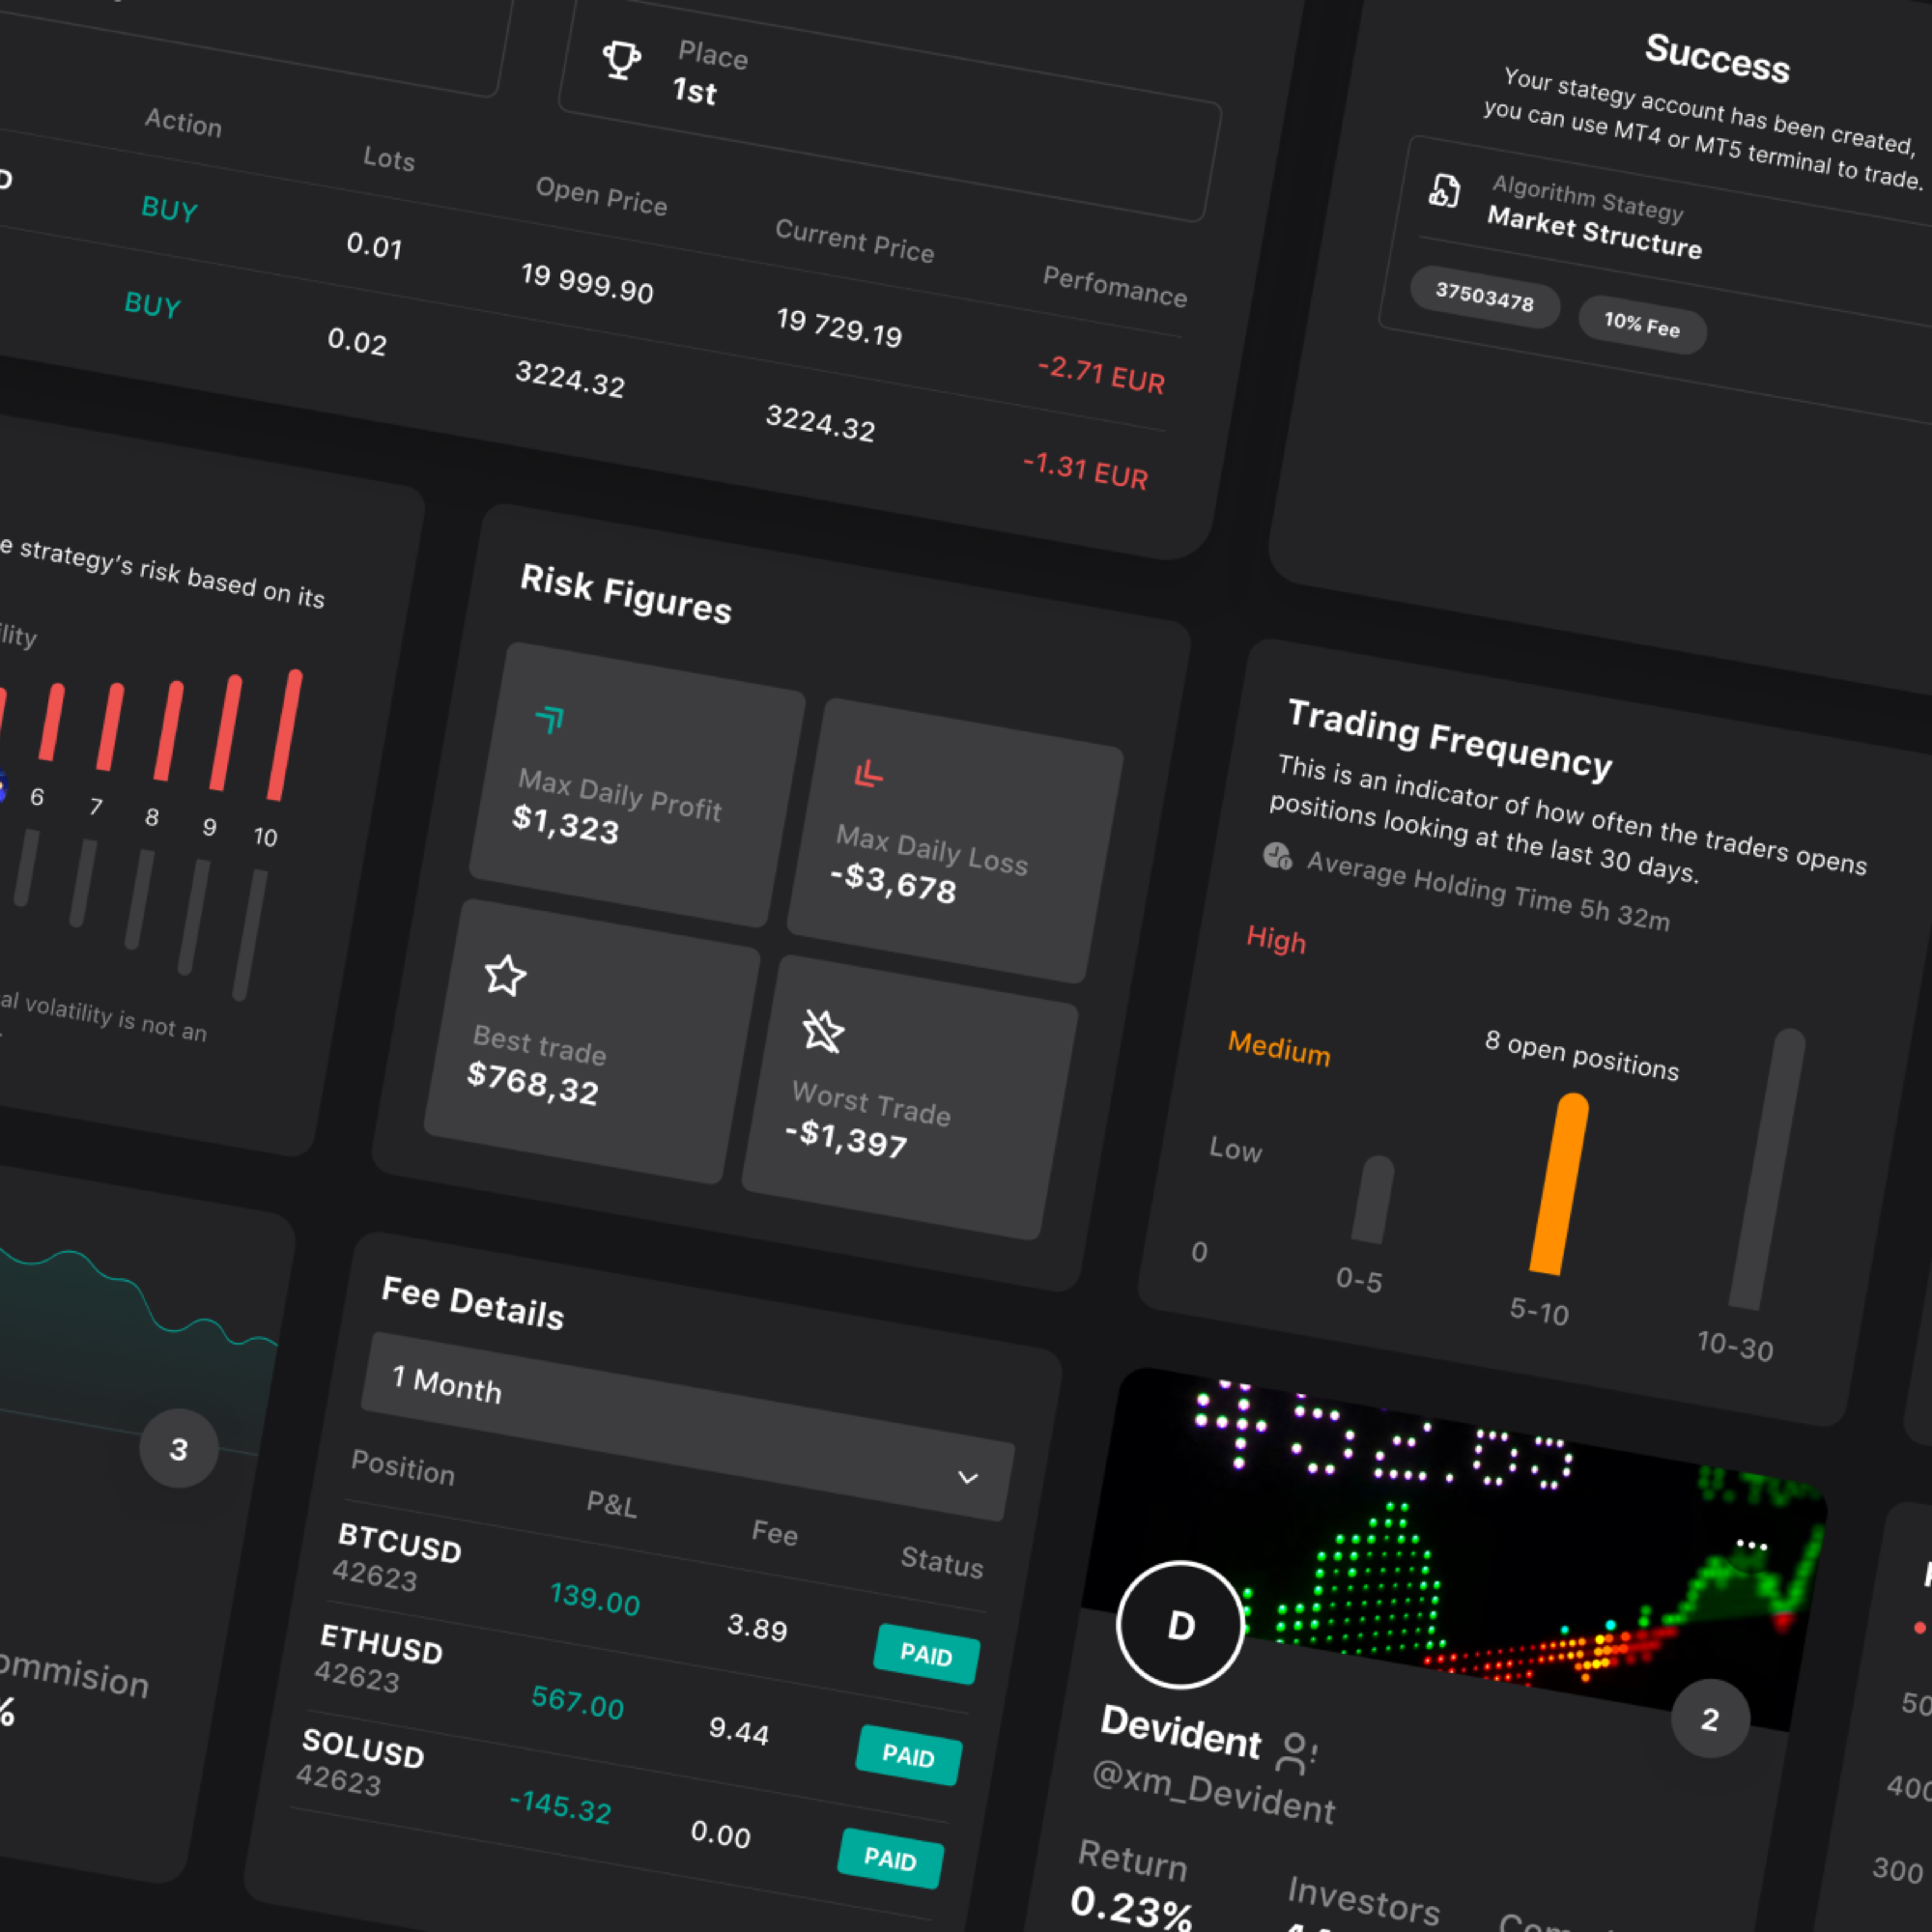 Place
1st
Action
Lots
Open Price
Current Price
Perfomance
D
BUY
0.01
19 999.90
19 729.19
-2.71 EUR
BUY
0.02
3224.32
3224.32
-1.31 EUR
Success
Your stategy account has been created,
you can use MT4 or MT5 terminal to trade.
Algorithm Stategy
Market Structure
37503478
10% Fee
e strategy’s risk based on its
ility
6
7
8
9
10
al volatility is not an
Risk Figures
Max Daily Profit
$1,323
Max Daily Loss
-$3,678
Best trade
$768,32
Worst Trade
-$1,397
Trading Frequency
This is an indicator of how often the traders opens
positions looking at the last 30 days.
Average Holding Time 5h 32m
High
Medium
Low
0
8 open positions
0-5
5-10
10-30
3
ommision
%
Fee Details
1 Month
Position
P&L
Fee
Status
BTCUSD
42623
139.00
3.89
PAID
ETHUSD
42623
567.00
9.44
PAID
SOLUSD
42623
-145.32
0.00
PAID
D
2
Devident
@xm_Devident
Return
0.23%
Investors
300